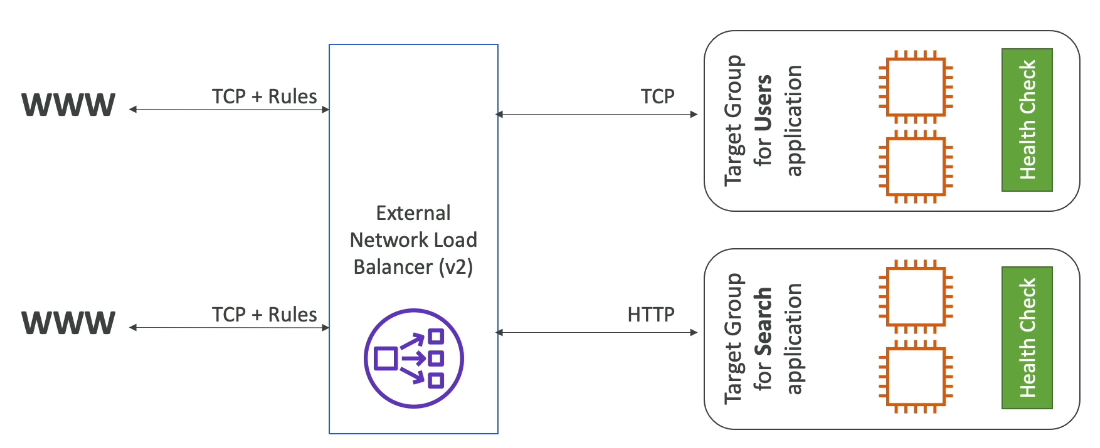 WWW
TCP + Rules
TCP
Target Group
for Users
application
Health Check
External
Network Load
Balancer (v2)
WWW
TCP + Rules
HTTP
Target Group
for Search
application
Health Check